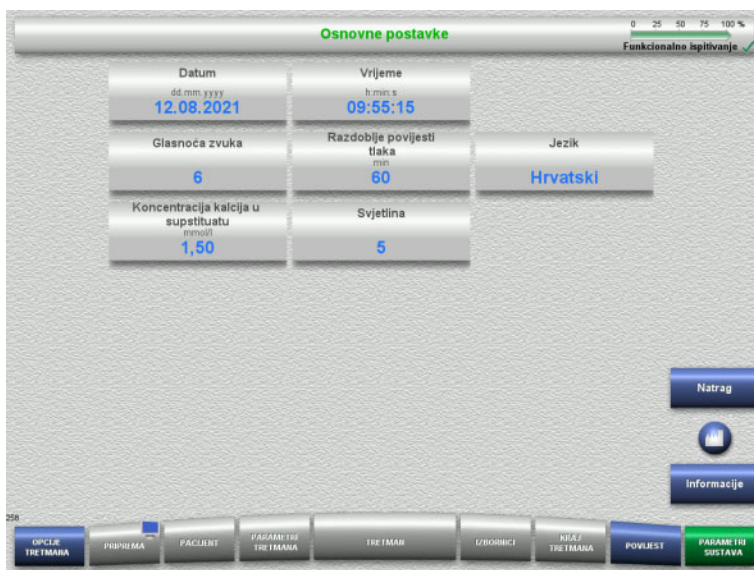 Osnovne postavke
0 25 50 75 100 %
Funkcionalno ispitivanje
Datum
dd.mm.yyyy
12.08.2021
Vrijeme
h:min:s
09:55:15
Glasnoća zvuka
6
Razdoblje povijesti
tlaka
min
60
Jezik
Hrvatski
Koncentracija kalcija u
supstituatu
mmol/l
1,50
Svjetlina
5
Natrag
Informacije
258
OPCIJE
TRETMANA
PRIPREMA
PACIJENT
PARAMETRI
TRETMANA
TRETMAN
IZBORNICI
KRAJ
TRETMANA
POVIJEST
PARAMETRI
SUSTAVA